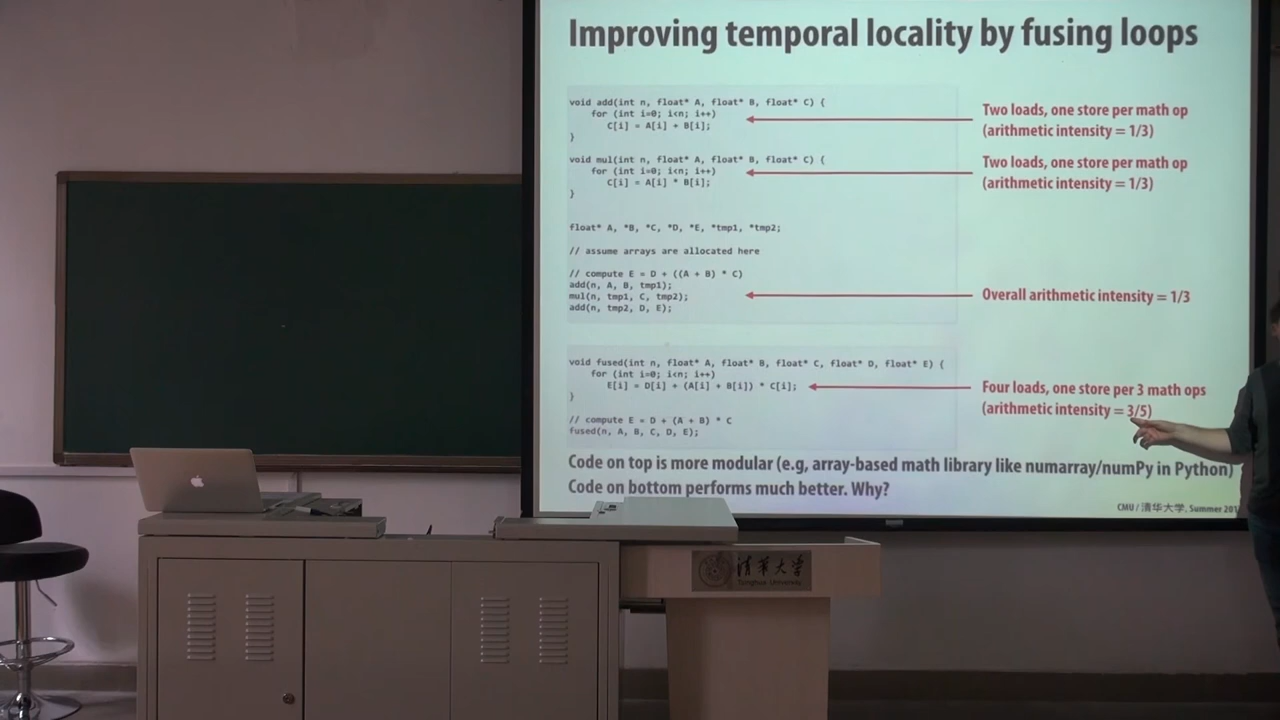 Improving temporal locality by fusing loops
void add(int n, float* A, float* B, float* C) {
for (int i=0; i<n; i++)
C[i] = A[i] + B[i];
}
Two loads, one store per math op
(arithmetic intensity = 1/3)
void mul(int n, float* A, float* B, float* C) {
for (int i=0; i<n; i++)
C[i] = A[i] * B[i];
}
Two loads, one store per math op
(arithmetic intensity = 1/3)
float* A, *B, *C, *D, *E, *tmp1, *tmp2;
// assume arrays are allocated here
// compute E = D + ((A + B) * C)
add(n, A, B, tmp1);
mul(n, tmp1, C, tmp2);
add(n, tmp2, D, E);
Overall arithmetic intensity = 1/3
void fused(int n, float* A, float* B, float* C, float* D, float* E) {
for (int i=0; i<n; i++)
E[i] = D[i] + (A[i] + B[i]) * C[i];
}
Four loads, one store per 3 math ops
(arithmetic intensity = 3/5)
// compute E = D + (A + B) * C
fused(n, A, B, C, D, E);
Code on top is more modular (e.g, array-based math library like numarray/numPy in Python)
Code on bottom performs much better. Why?
CMU / 清华大学, Summer 201
清华大学
Tsinghua University